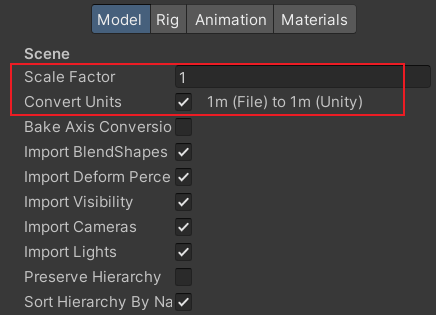 Model Rig Animation Materials
Scene
Scale Factor 1
Convert Units 1m (File) to 1m (Unity)
Bake Axis Conversio
Import BlendShapes
Import Deform Perce
Import Visibility
Import Cameras
Import Lights
Preserve Hierarchy
Sort Hierarchy By Na